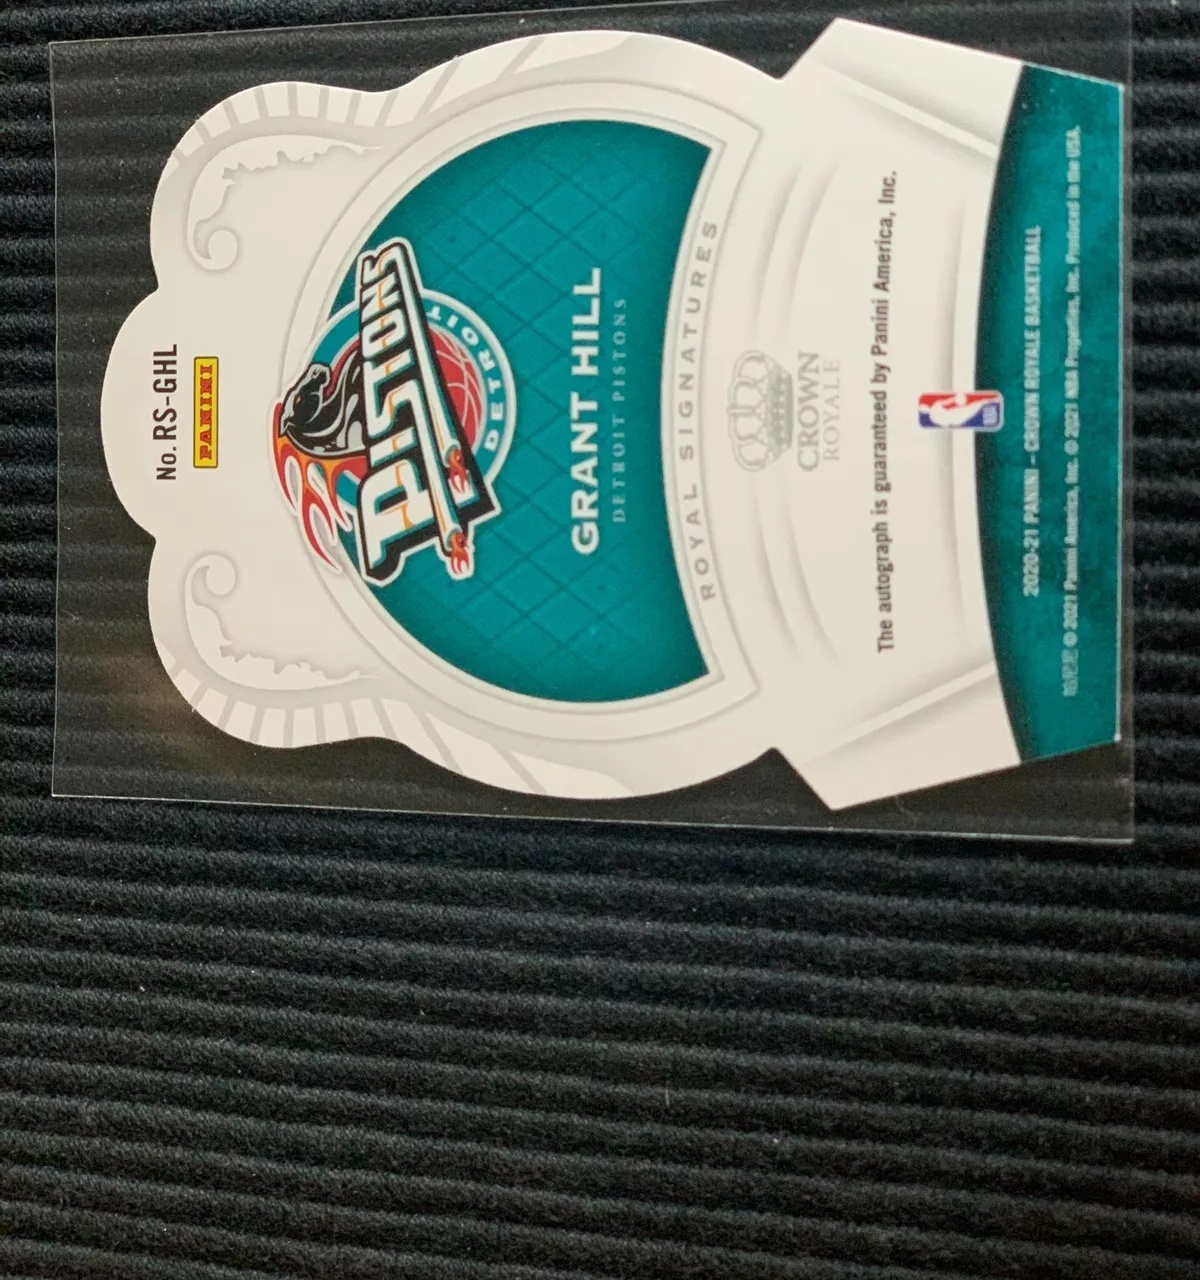 No. RS-GHL
PANINI
PISTONS
DETROIT
GRANT HILL
DETROIT PISTONS
ROYAL SIGNATURES
CROWN
ROYALE
The autograph is guaranteed by Panini America, Inc.
2020-21 PANINI – CROWN ROYALE BASKETBALL
© 2021 Panini America, Inc. © 2021 NBA Properties, Inc. Produced in the USA.